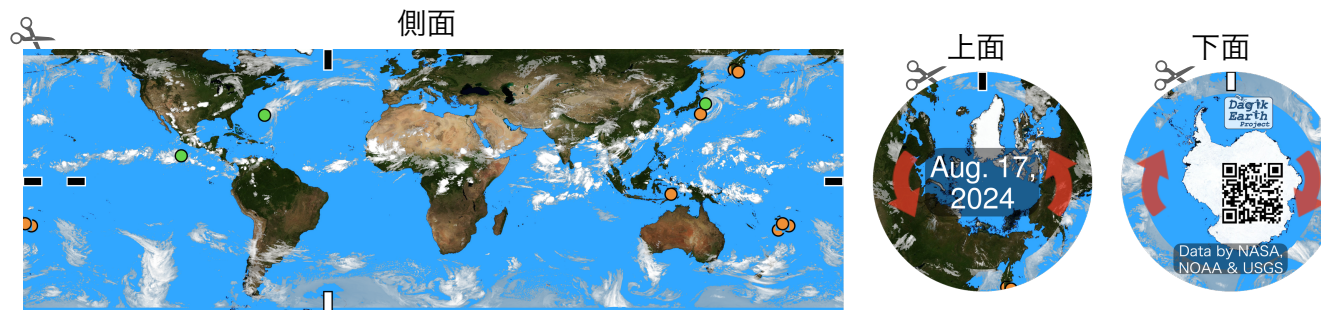 側面
上面
下面
Aug. 17,
2024
Dagik
Earth
Project
Data by NASA,
NOAA & USGS